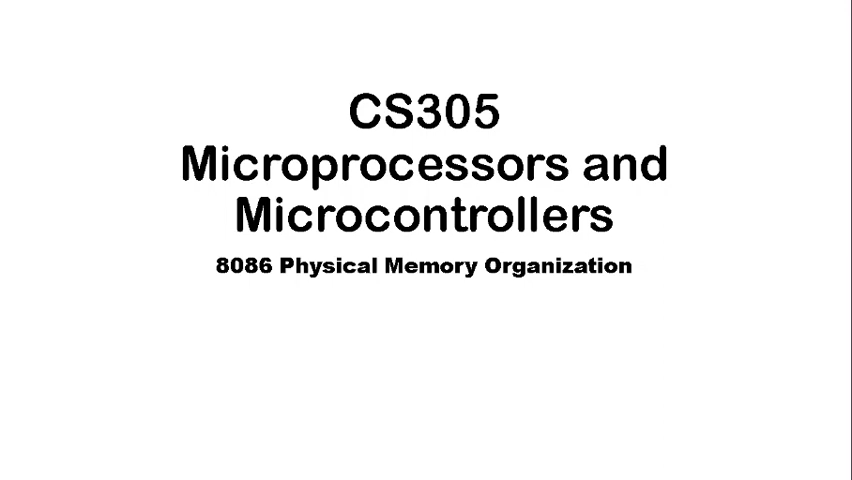 CS305
Microprocessors and
Microcontrollers
8086 Physical Memory Organization